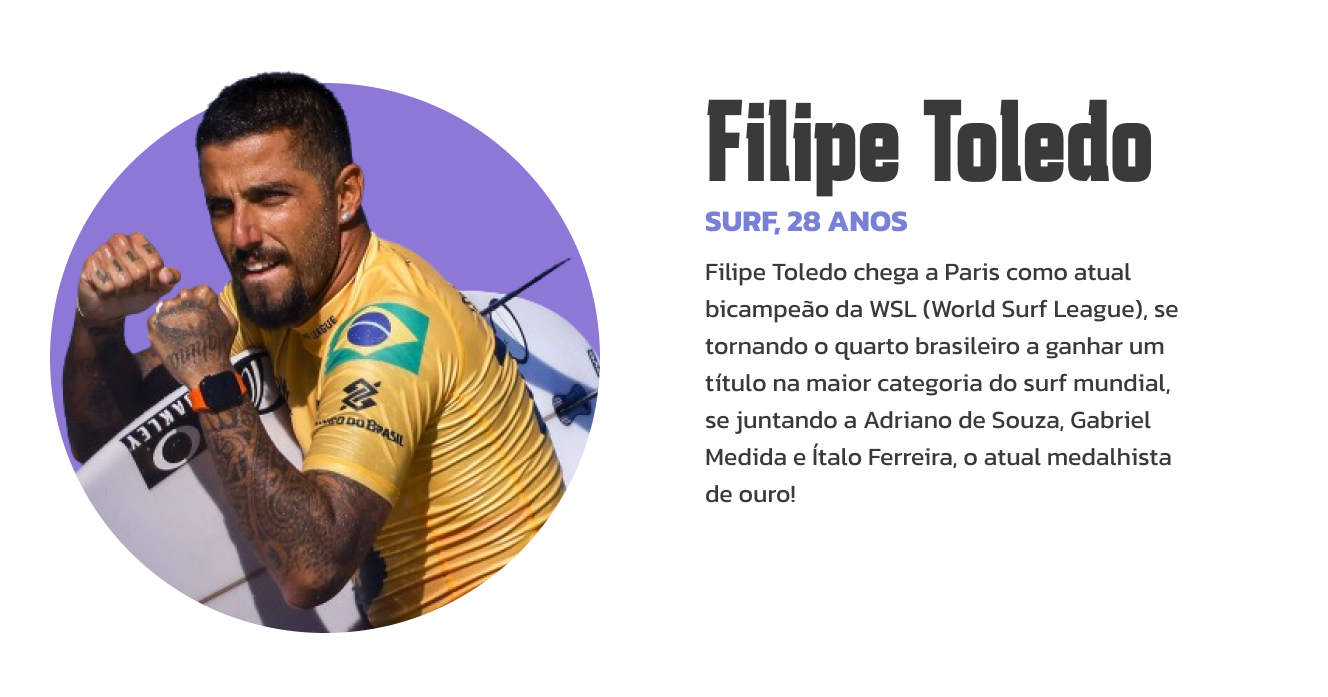 Filipe Toledo
SURF, 28 ANOS
Filipe Toledo chega a Paris como atual
bicampeão da WSL (World Surf League), se
tornando o quarto brasileiro a ganhar um
título na maior categoria do surf mundial,
se juntando a Adriano de Souza, Gabriel
Medida e Ítalo Ferreira, o atual medalhista
de ouro!
LEAGUE
BANCO DO BRASIL
OAKLEY